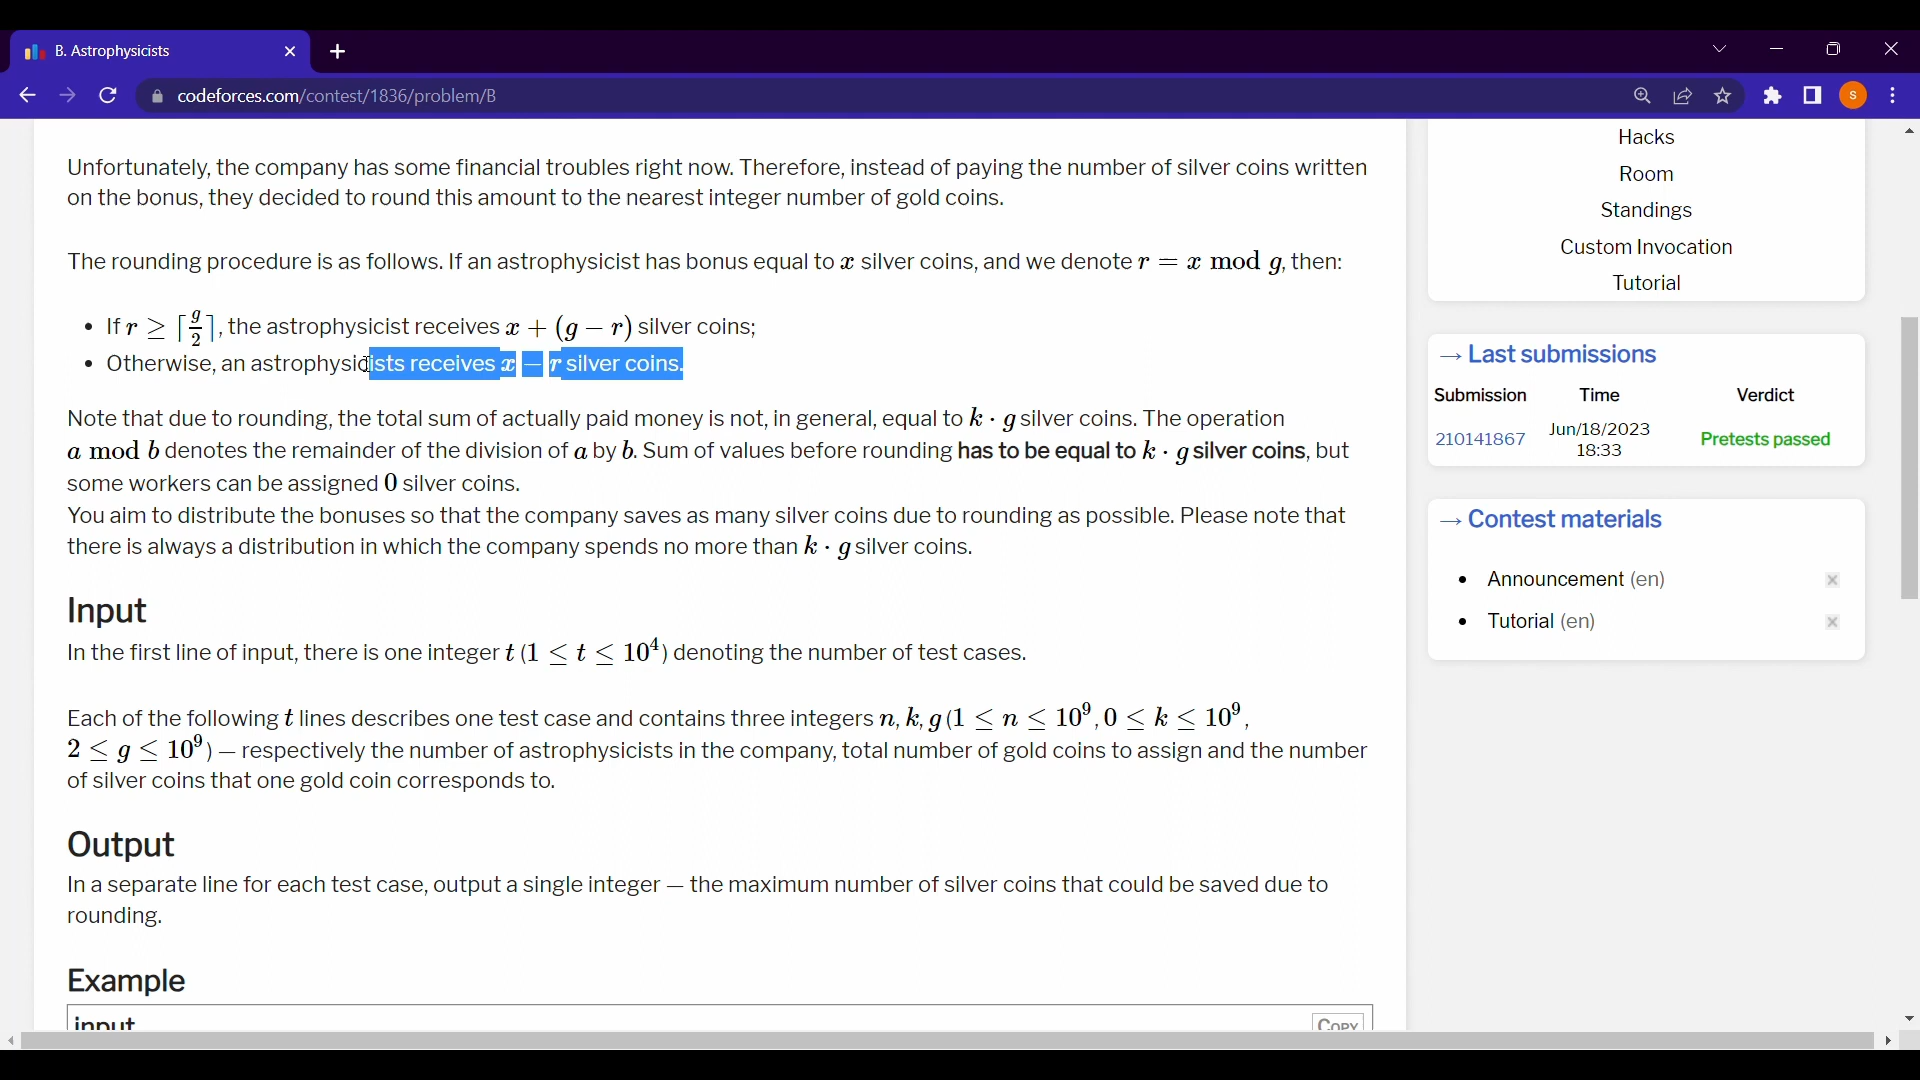 B. Astrophysicists
codeforces.com/contest/1836/problem/B
S
Unfortunately, the company has some financial troubles right now. Therefore, instead of paying the number of silver coins written
on the bonus, they decided to round this amount to the nearest integer number of gold coins.
The rounding procedure is as follows. If an astrophysicist has bonus equal to x silver coins, and we denote r = x mod g, then:
• If r ≥ ⌈g/2⌉, the astrophysicist receives x + (g − r) silver coins;
• Otherwise, an astrophysicists receives x − r silver coins.
Note that due to rounding, the total sum of actually paid money is not, in general, equal to k · g silver coins. The operation
a mod b denotes the remainder of the division of a by b. Sum of values before rounding has to be equal to k · g silver coins, but
some workers can be assigned 0 silver coins.
You aim to distribute the bonuses so that the company saves as many silver coins due to rounding as possible. Please note that
there is always a distribution in which the company spends no more than k · g silver coins.
Input
In the first line of input, there is one integer t (1 ≤ t ≤ 10⁴) denoting the number of test cases.
Each of the following t lines describes one test case and contains three integers n, k, g (1 ≤ n ≤ 10⁹, 0 ≤ k ≤ 10⁹,
2 ≤ g ≤ 10⁹) — respectively the number of astrophysicists in the company, total number of gold coins to assign and the number
of silver coins that one gold coin corresponds to.
Output
In a separate line for each test case, output a single integer — the maximum number of silver coins that could be saved due to
rounding.
Example
input
Copy
Hacks
Room
Standings
Custom Invocation
Tutorial
→ Last submissions
Submission Time Verdict
210141867 Jun/18/2023 18:33 Pretests passed
→ Contest materials
• Announcement (en)
• Tutorial (en)